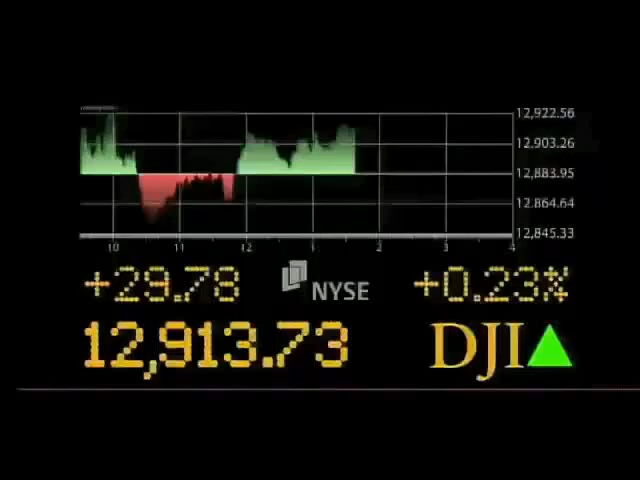 12,922.56
12,903.26
12,883.95
12,864.64
12,845.33
10 11 12 1 2 3 4
+29.78 NYSE +0.23%
12,913.73 DJI